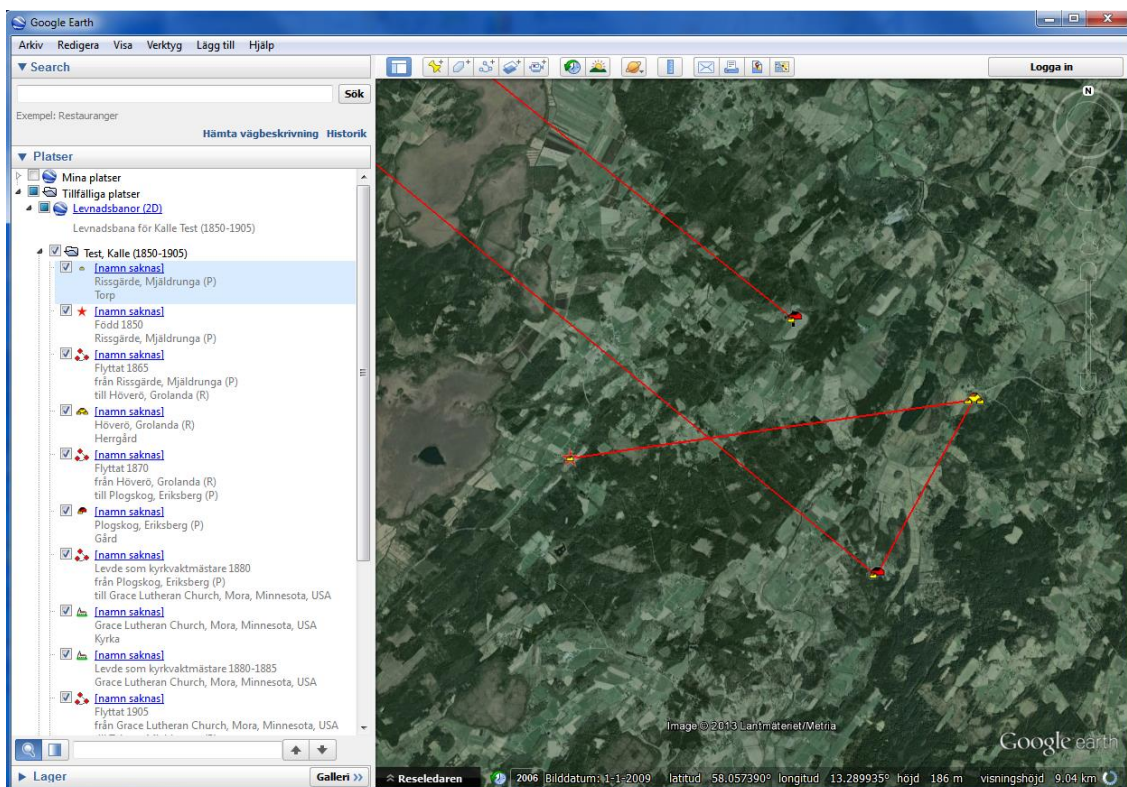 Google Earth
Arkiv Redigera Visa Verktyg Lägg till Hjälp
Search
Sök
Exempel: Restauranger
Hämta vägbeskrivning Historik
Platser
Mina platser
Tillfälliga platser
Levnadsbanor (2D)
Levnadsbana för Kalle Test (1850-1905)
Test, Kalle (1850-1905)
[namn saknas]
Rissgärde, Mjäldrunga (P)
Torp
[namn saknas]
Född 1850
Rissgärde, Mjäldrunga (P)
[namn saknas]
Flyttat 1865
från Rissgärde, Mjäldrunga (P)
till Höverö, Grolanda (R)
[namn saknas]
Höverö, Grolanda (R)
Herrgård
[namn saknas]
Flyttat 1870
från Höverö, Grolanda (R)
till Plogskog, Eriksberg (P)
[namn saknas]
Plogskog, Eriksberg (P)
Gård
[namn saknas]
Levde som kyrkvaktmästare 1880
från Plogskog, Eriksberg (P)
till Grace Lutheran Church, Mora, Minnesota, USA
[namn saknas]
Grace Lutheran Church, Mora, Minnesota, USA
Kyrka
[namn saknas]
Levde som kyrkvaktmästare 1880-1885
Grace Lutheran Church, Mora, Minnesota, USA
[namn saknas]
Flyttat 1905
från Grace Lutheran Church, Mora, Minnesota, USA
Lager
Galleri »
Logga in
N
Image © 2013 Lantmäteriet/Metria
Google earth
Reseledaren 2006 Bilddatum: 1-1-2009 latitud 58.057390° longitud 13.289935° höjd 186 m visningshöjd 9.04 km